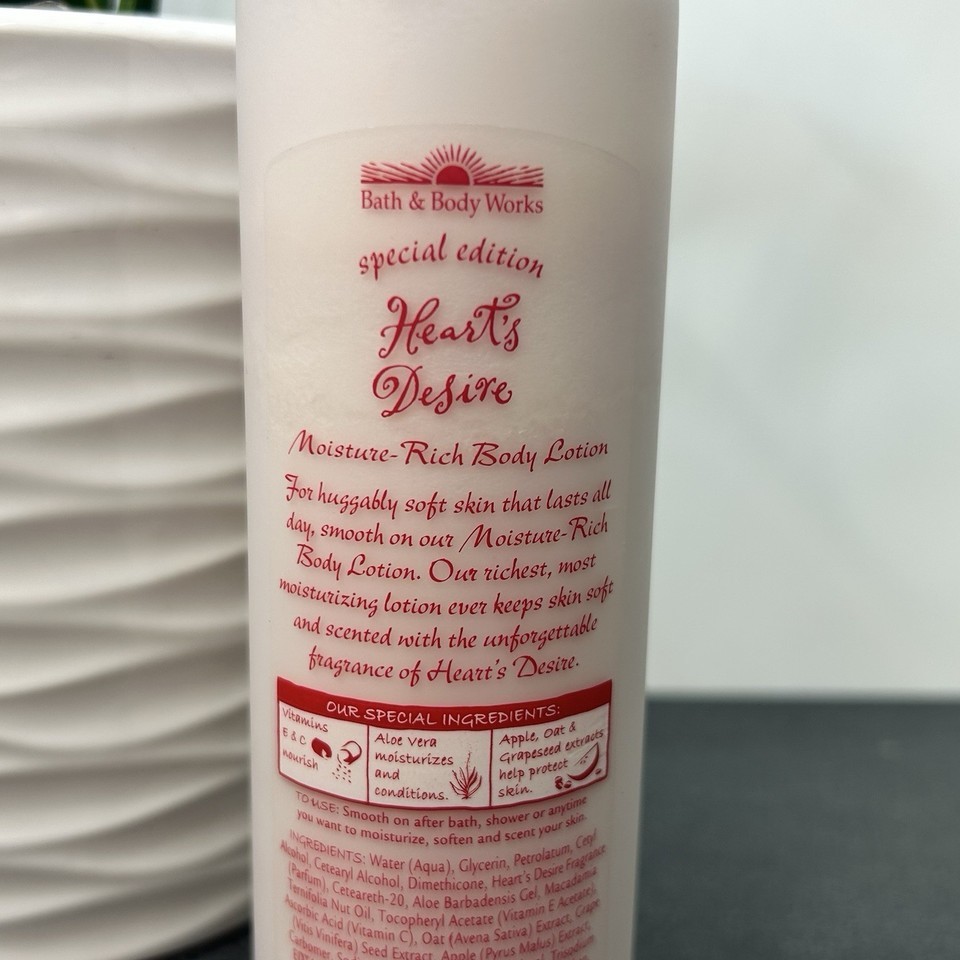 Bath & Body Works
special edition
Heart's
Desire
Moisture-Rich Body Lotion
For huggably soft skin that lasts all
day, smooth on our Moisture-Rich
Body Lotion. Our richest, most
moisturizing lotion ever keeps skin soft
and scented with the unforgettable
fragrance of Heart's Desire.
OUR SPECIAL INGREDIENTS:
Vitamins
E & C
nourish
Aloe Vera
moisturizes
and
conditions.
Apple, Oat &
Grapeseed extracts
help protect
skin.
TO USE: Smooth on after bath, shower or anytime
you want to moisturize, soften and scent your skin.
INGREDIENTS: Water (Aqua), Glycerin, Petrolatum, Cetyl
Alcohol, Cetearyl Alcohol, Dimethicone, Heart's Desire Fragrance
(Parfum), Ceteareth-20, Aloe Barbadensis Gel, Macadamia
Ternifolia Nut Oil, Tocopheryl Acetate (Vitamin E Acetate),
Ascorbic Acid (Vitamin C), Oat (Avena Sativa) Extract, Grape
(Vitis Vinifera) Seed Extract, Apple (Pyrus Malus) Extract,
Carbomer, Trisodium